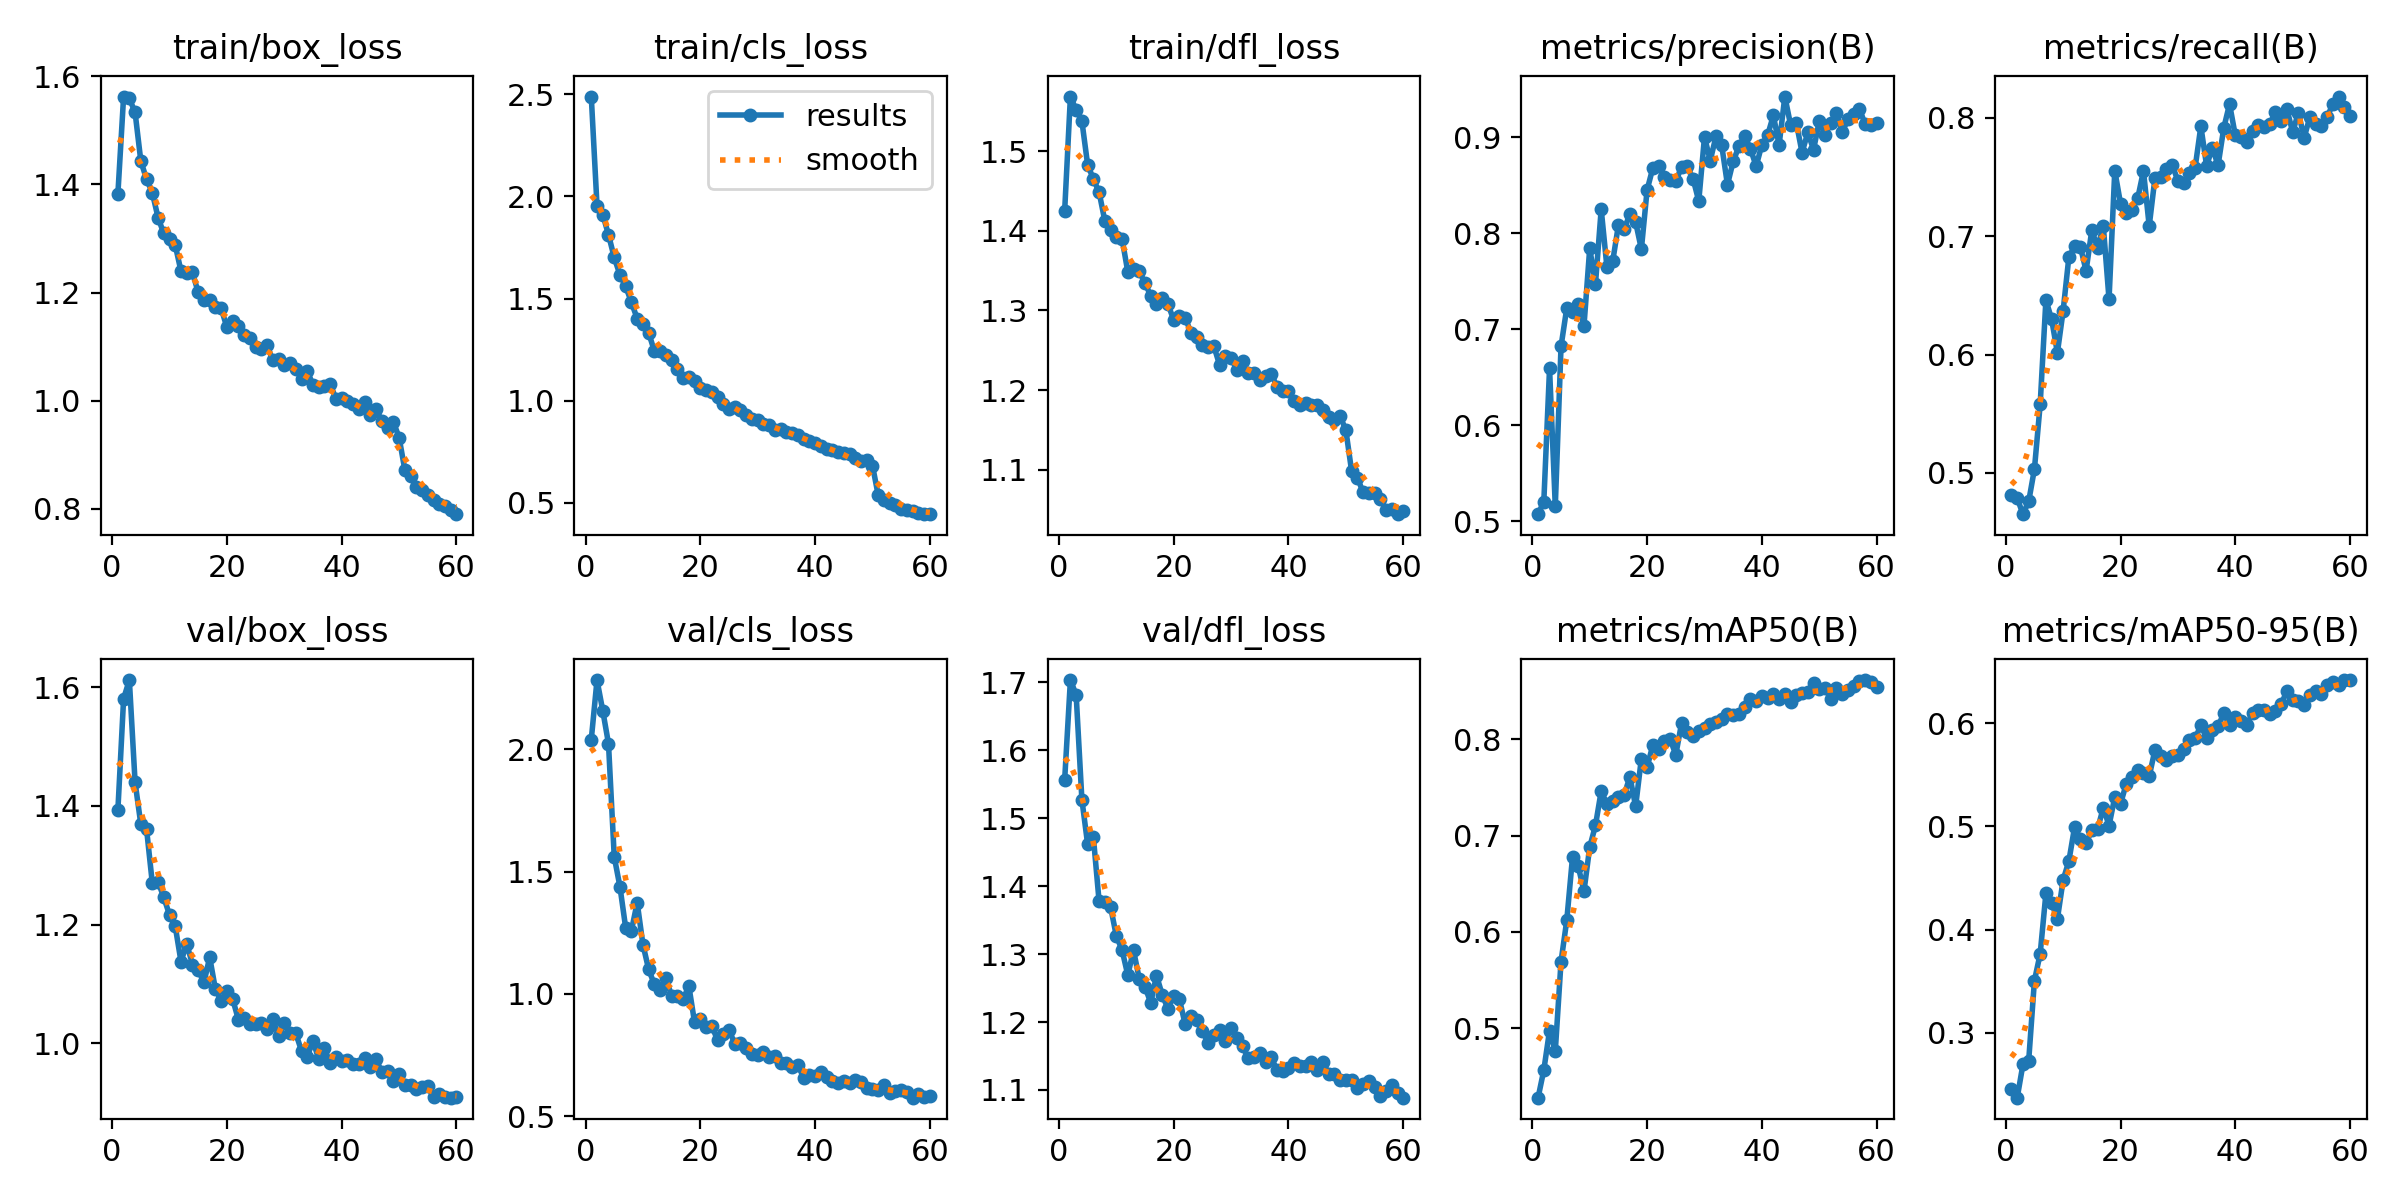 train/box_loss
1.6
1.4
1.2
1.0
0.8
0 20 40 60
train/cls_loss
results
smooth
2.5
2.0
1.5
1.0
0.5
0 20 40 60
train/dfl_loss
1.5
1.4
1.3
1.2
1.1
0 20 40 60
metrics/precision(B)
0.9
0.8
0.7
0.6
0.5
0 20 40 60
metrics/recall(B)
0.8
0.7
0.6
0.5
0 20 40 60
val/box_loss
1.6
1.4
1.2
1.0
0 20 40 60
val/cls_loss
2.0
1.5
1.0
0.5
0 20 40 60
val/dfl_loss
1.7
1.6
1.5
1.4
1.3
1.2
1.1
0 20 40 60
metrics/mAP50(B)
0.8
0.7
0.6
0.5
0 20 40 60
metrics/mAP50-95(B)
0.6
0.5
0.4
0.3
0 20 40 60